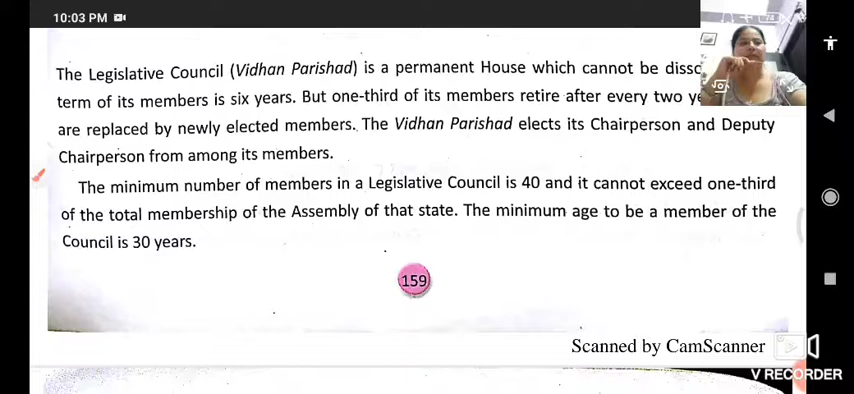 10:03 PM
74
The Legislative Council (Vidhan Parishad) is a permanent House which cannot be
term of its members is six years. But one-third of its members retire after every two
are replaced by newly elected members. The Vidhan Parishad elects its Chairperson and Deputy
Chairperson from among its members.
The minimum number of members in a Legislative Council is 40 and it cannot exceed one-third
of the total membership of the Assembly of that state. The minimum age to be a member of the
Council is 30 years.
159
Scanned by CamScanner
V RECORDER